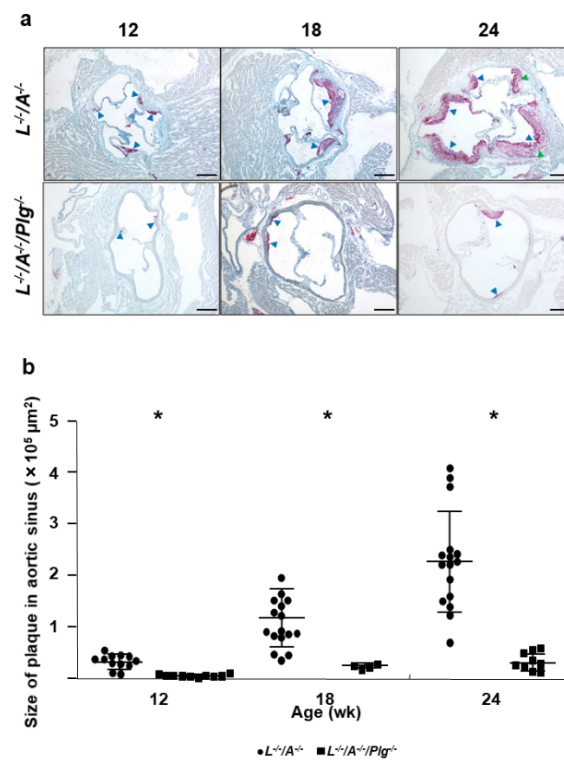 a
12 18 24
L⁻/⁻/A⁻/⁻
L⁻/⁻/A⁻/⁻/Plg⁻/⁻
b
Size of plaque in aortic sinus (×10⁵ μm²)
5
* * *
4
3
2
1
12 18 24
Age (wk)
L⁻/⁻/A⁻/⁻ L⁻/⁻/A⁻/⁻/Plg⁻/⁻